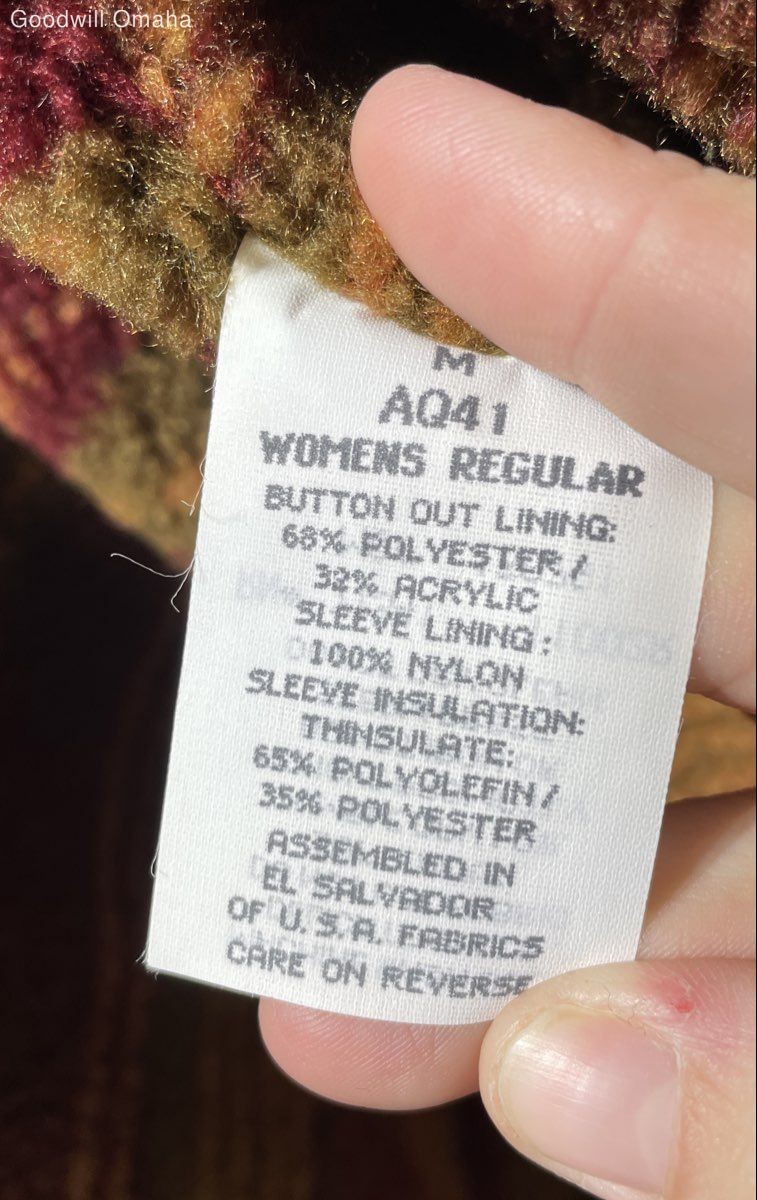 Goodwill Omaha
M
AQ41
WOMENS REGULAR
BUTTON OUT LINING:
68% POLYESTER/
32% ACRYLIC
SLEEVE LINING:
100% NYLON
SLEEVE INSULATION:
THINSULATE:
65% POLYOLEFIN/
35% POLYESTER
ASSEMBLED IN
EL SALVADOR
OF U.S.A. FABRICS
CARE ON REVERSE